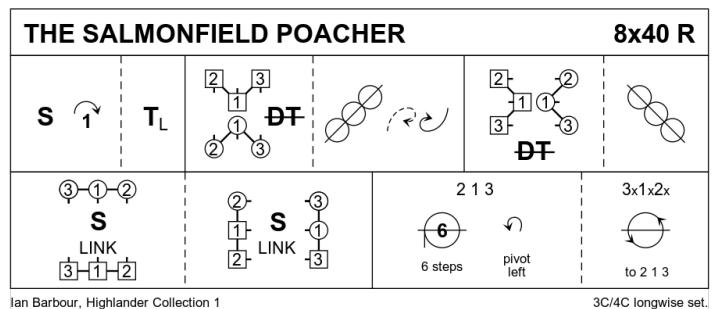 THE SALMONFIELD POACHER 8x40 R
S 1 TL
2 3
1
1
2 3
DT
2 2
1 1
3 3
DT
3 1 2
S
LINK
3 1 2
2 3
1 S 1
LINK
2 3
2 1 3
6
6 steps
pivot
left
3x1x2x
to 2 1 3
Ian Barbour, Highlander Collection 1 3C/4C longwise set.